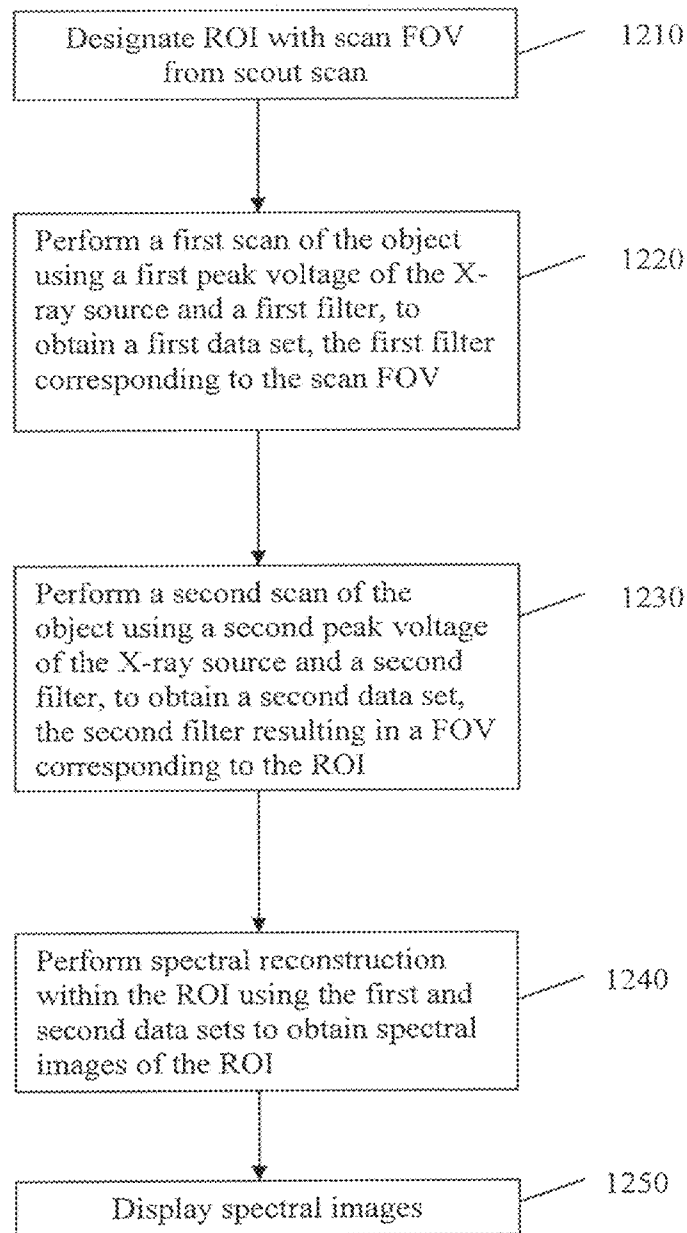 Designate ROI with scan FOV
from scout scan
1210
Perform a first scan of the object
using a first peak voltage of the X-
ray source and a first filter, to
obtain a first data set, the first filter
corresponding to the scan FOV
1220
Perform a second scan of the
object using a second peak voltage
of the X-ray source and a second
filter, to obtain a second data set,
the second filter resulting in a FOV
corresponding to the ROI
1230
Perform spectral reconstruction
within the ROI using the first and
second data sets to obtain spectral
images of the ROI
1240
Display spectral images
1250